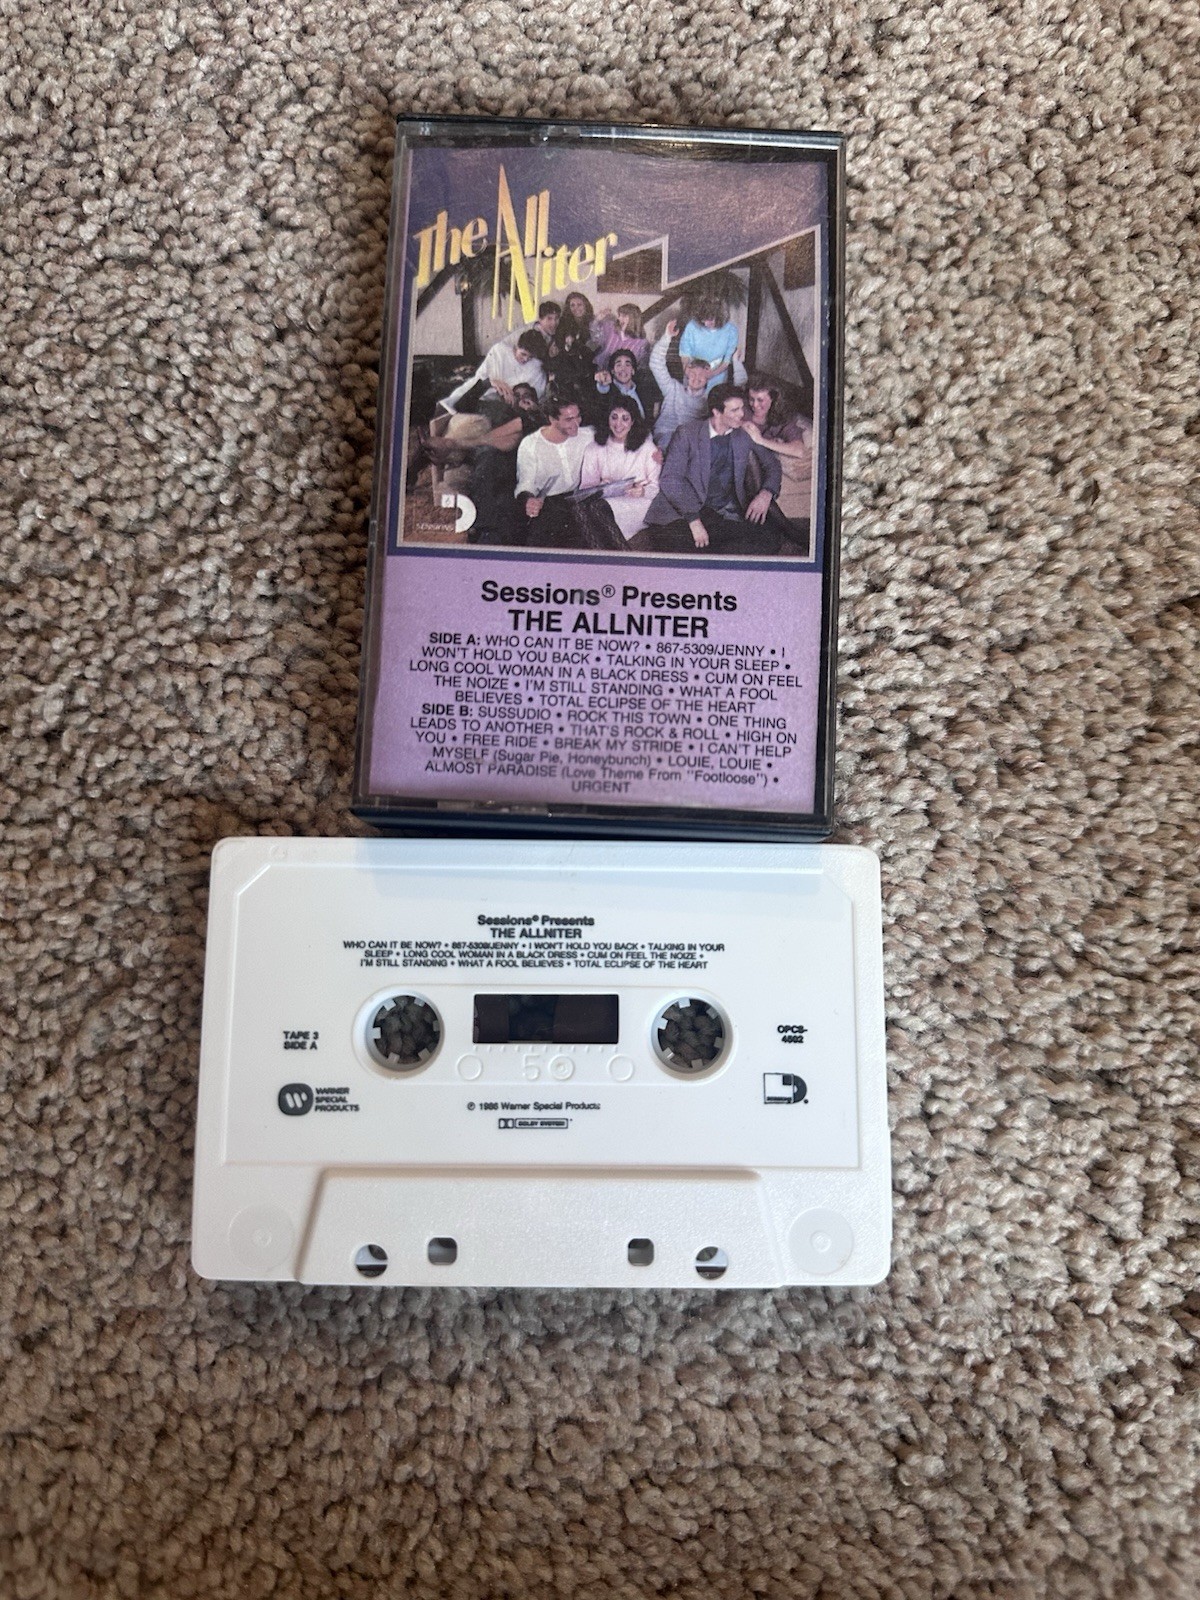 The All
Niter
SESSIONS
Sessions® Presents
THE ALLNITER
SIDE A: WHO CAN IT BE NOW? • 867-5309/JENNY • I
WON'T HOLD YOU BACK • TALKING IN YOUR SLEEP •
LONG COOL WOMAN IN A BLACK DRESS • CUM ON FEEL
THE NOIZE • I'M STILL STANDING • WHAT A FOOL
BELIEVES • TOTAL ECLIPSE OF THE HEART
SIDE B: SUSSUDIO • ROCK THIS TOWN • ONE THING
LEADS TO ANOTHER • THAT'S ROCK & ROLL • HIGH ON
YOU • FREE RIDE • BREAK MY STRIDE • I CAN'T HELP
MYSELF (Sugar Pie, Honeybunch) • LOUIE, LOUIE •
ALMOST PARADISE (Love Theme From "Footloose") •
URGENT
Sessions® Presents
THE ALLNITER
WHO CAN IT BE NOW? • 867-5309/JENNY • I WON'T HOLD YOU BACK • TALKING IN YOUR
SLEEP • LONG COOL WOMAN IN A BLACK DRESS • CUM ON FEEL THE NOIZE •
I'M STILL STANDING • WHAT A FOOL BELIEVES • TOTAL ECLIPSE OF THE HEART
TAPE 3
SIDE A
OPCS-
4502
50
WARNER
SPECIAL
PRODUCTS
℗ 1986 Warner Special Products
DOLBY SYSTEM